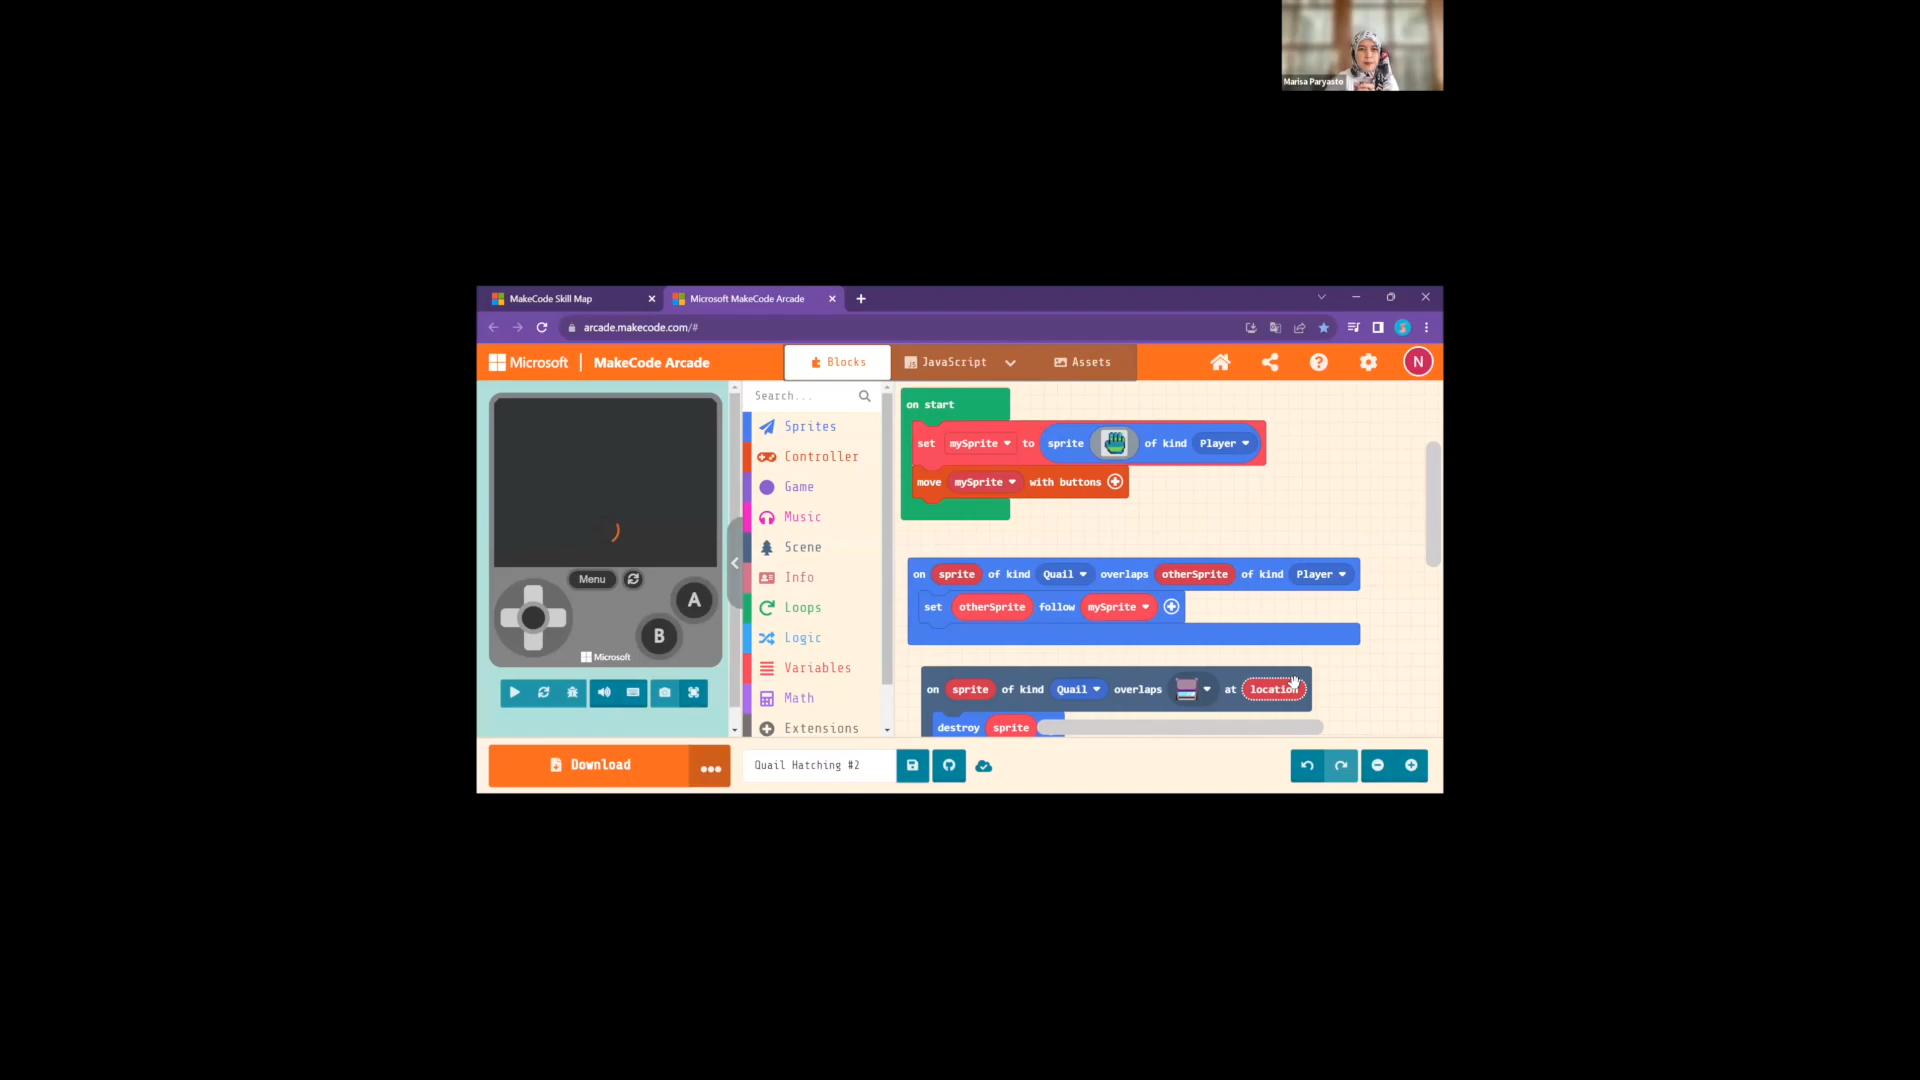 Marisa Paryasto
MakeCode Skill Map
Microsoft MakeCode Arcade
arcade.makecode.com/#
Microsoft
MakeCode Arcade
Blocks
JavaScript
Assets
N
Search...
Sprites
Controller
Game
Music
Scene
Info
Loops
Logic
Variables
Math
Extensions
Menu
A
B
Microsoft
on start
set mySprite to sprite of kind Player
move mySprite with buttons
on sprite of kind Quail overlaps otherSprite of kind Player
set otherSprite follow mySprite
on sprite of kind Quail overlaps at location
destroy sprite
Download
Quail Hatching #2